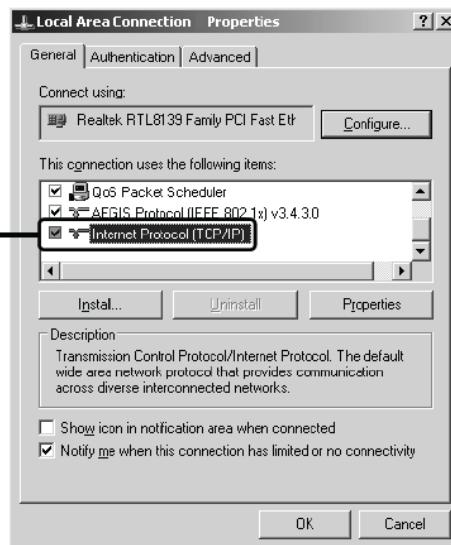 Local Area Connection Properties
General Authentication Advanced
Connect using:
Realtek RTL8139 Family PCI Fast Eth
Configure...
This connection uses the following items:
QoS Packet Scheduler
AEGIS Protocol (IEEE 802.1x) v3.4.3.0
Internet Protocol (TCP/IP)
Instal... Uninstall Properties
Description
Transmission Control Protocol/Internet Protocol. The default
wide area network protocol that provides communication
across diverse interconnected networks.
Show icon in notification area when connected
Notify me when this connection has limited or no connectivity
OK Cancel